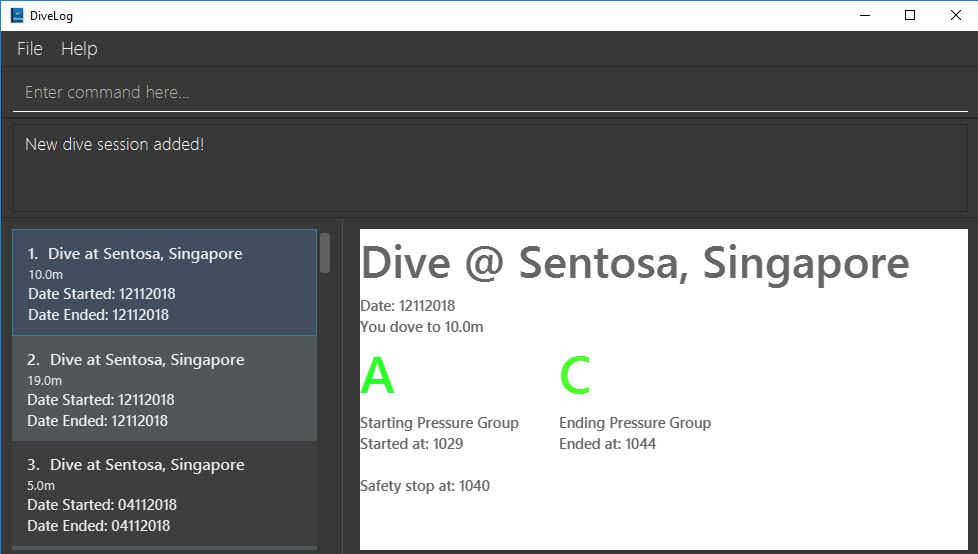 DiveLog
File Help
Enter command here...
New dive session added!
1. Dive at Sentosa, Singapore
10.0m
Date Started: 12112018
Date Ended: 12112018
2. Dive at Sentosa, Singapore
19.0m
Date Started: 12112018
Date Ended: 12112018
3. Dive at Sentosa, Singapore
5.0m
Date Started: 04112018
Date Ended: 04112018
Dive @ Sentosa, Singapore
Date: 12112018
You dove to 10.0m
A C
Starting Pressure Group Ending Pressure Group
Started at: 1029 Ended at: 1044
Safety stop at: 1040